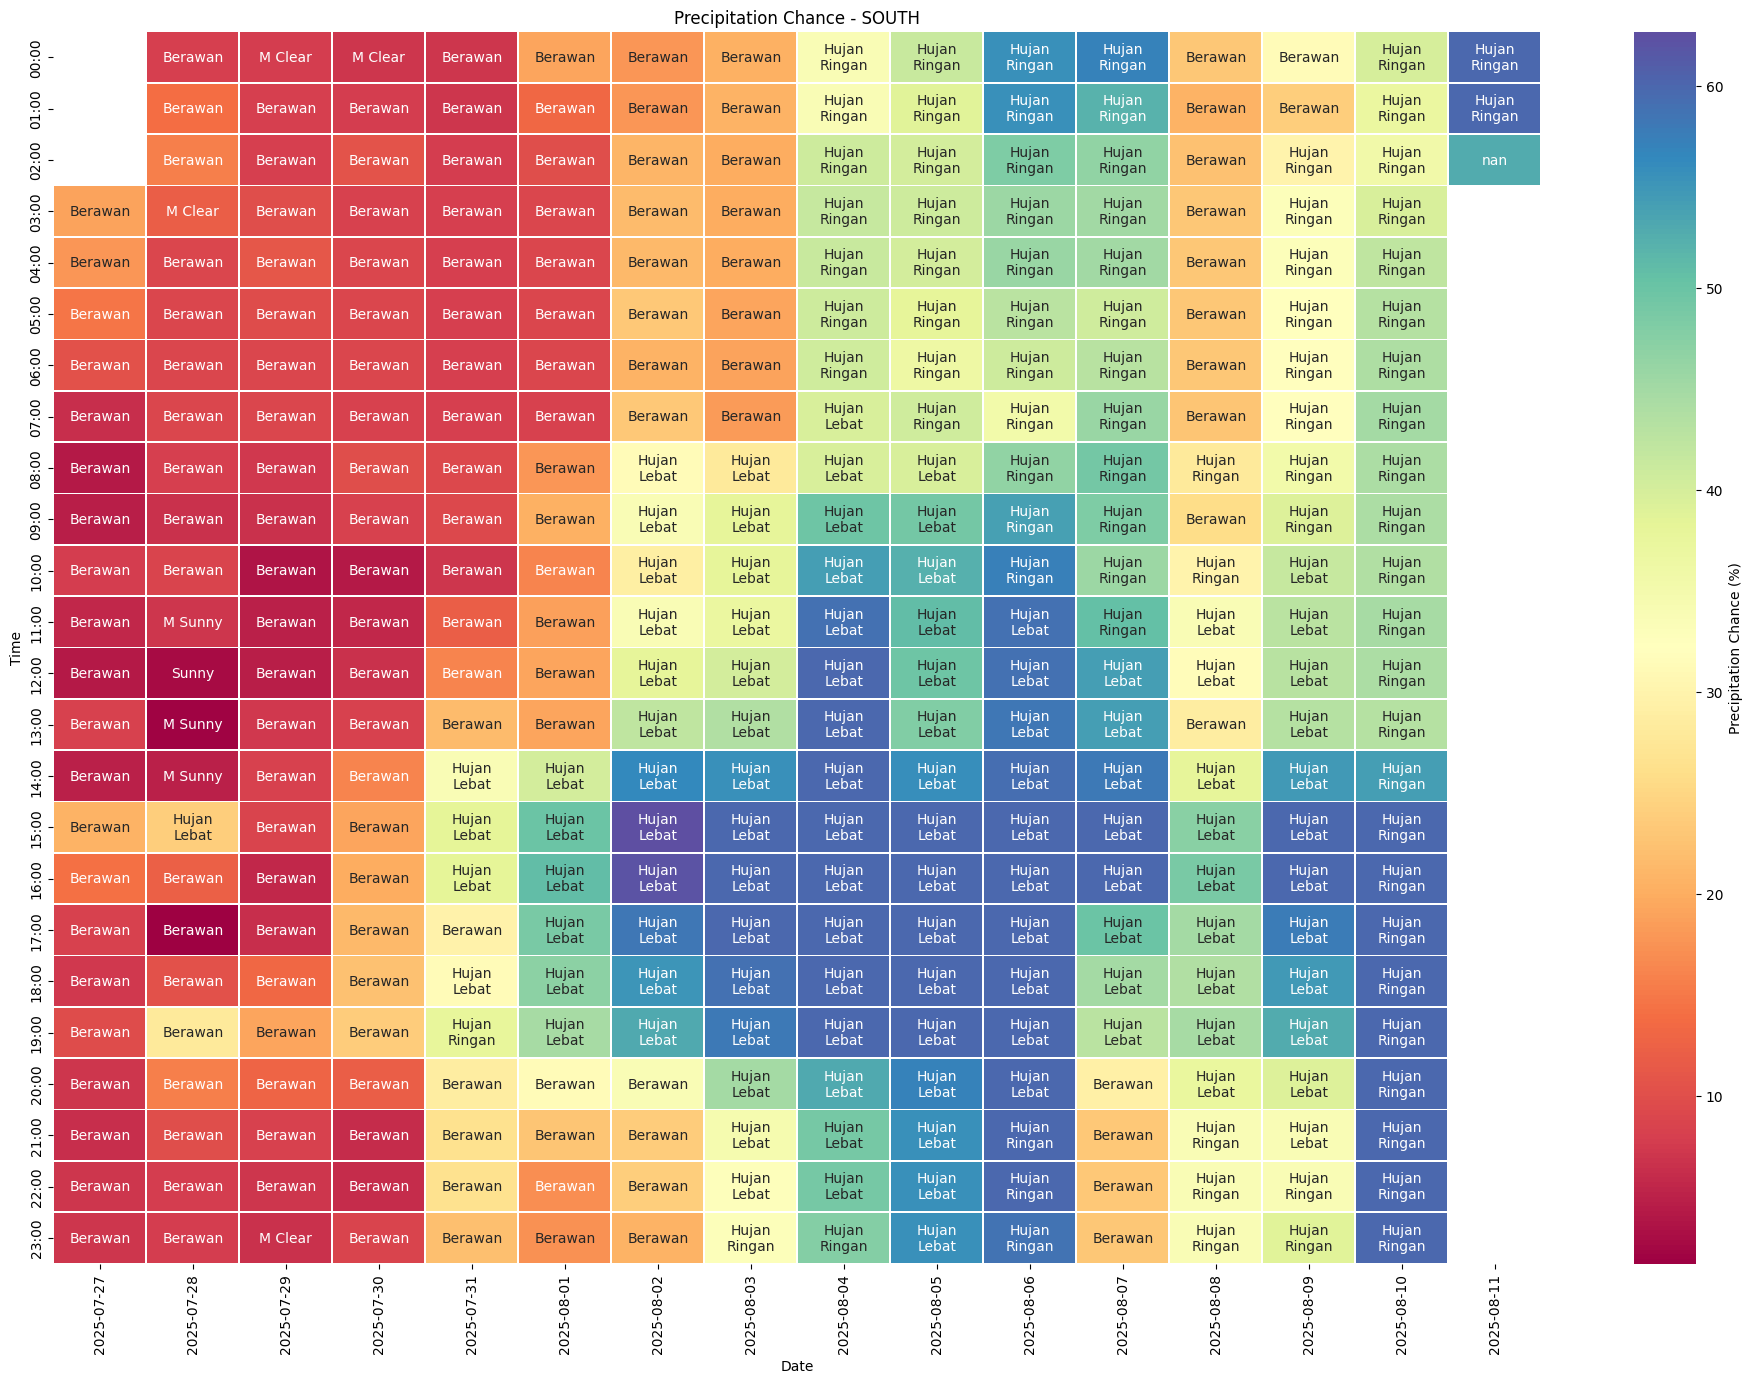 Precipitation Chance - SOUTH
00:00 Berawan M Clear M Clear Berawan Berawan Berawan Berawan Hujan Ringan Hujan Ringan Hujan Ringan Hujan Ringan Berawan Berawan Hujan Ringan Hujan Ringan
01:00 Berawan Berawan Berawan Berawan Berawan Berawan Berawan Hujan Ringan Hujan Ringan Hujan Ringan Hujan Ringan Berawan Berawan Hujan Ringan Hujan Ringan
02:00 Berawan Berawan Berawan Berawan Berawan Berawan Berawan Hujan Ringan Hujan Ringan Hujan Ringan Hujan Ringan Berawan Hujan Ringan Hujan Ringan nan
03:00 Berawan M Clear Berawan Berawan Berawan Berawan Berawan Berawan Hujan Ringan Hujan Ringan Hujan Ringan Hujan Ringan Berawan Hujan Ringan Hujan Ringan
04:00 Berawan Berawan Berawan Berawan Berawan Berawan Berawan Berawan Hujan Ringan Hujan Ringan Hujan Ringan Hujan Ringan Berawan Hujan Ringan Hujan Ringan
05:00 Berawan Berawan Berawan Berawan Berawan Berawan Berawan Berawan Hujan Ringan Hujan Ringan Hujan Ringan Hujan Ringan Berawan Hujan Ringan Hujan Ringan
06:00 Berawan Berawan Berawan Berawan Berawan Berawan Berawan Berawan Hujan Ringan Hujan Ringan Hujan Ringan Hujan Ringan Berawan Hujan Ringan Hujan Ringan
07:00 Berawan Berawan Berawan Berawan Berawan Berawan Berawan Berawan Hujan Lebat Hujan Ringan Hujan Ringan Hujan Ringan Berawan Hujan Ringan Hujan Ringan
08:00 Berawan Berawan Berawan Berawan Berawan Berawan Hujan Lebat Hujan Lebat Hujan Lebat Hujan Lebat Hujan Ringan Hujan Ringan Hujan Ringan Hujan Ringan Hujan Ringan
09:00 Berawan Berawan Berawan Berawan Berawan Berawan Hujan Lebat Hujan Lebat Hujan Lebat Hujan Lebat Hujan Ringan Hujan Ringan Berawan Hujan Ringan Hujan Ringan
10:00 Berawan Berawan Berawan Berawan Berawan Berawan Hujan Lebat Hujan Lebat Hujan Lebat Hujan Lebat Hujan Ringan Hujan Ringan Hujan Ringan Hujan Lebat Hujan Ringan
11:00 Berawan M Sunny Berawan Berawan Berawan Berawan Hujan Lebat Hujan Lebat Hujan Lebat Hujan Lebat Hujan Lebat Hujan Ringan Hujan Lebat Hujan Lebat Hujan Ringan
12:00 Berawan Sunny Berawan Berawan Berawan Berawan Hujan Lebat Hujan Lebat Hujan Lebat Hujan Lebat Hujan Lebat Hujan Lebat Hujan Lebat Hujan Lebat Hujan Ringan
13:00 Berawan M Sunny Berawan Berawan Berawan Berawan Hujan Lebat Hujan Lebat Hujan Lebat Hujan Lebat Hujan Lebat Hujan Lebat Berawan Hujan Lebat Hujan Ringan
14:00 Berawan M Sunny Berawan Berawan Hujan Lebat Hujan Lebat Hujan Lebat Hujan Lebat Hujan Lebat Hujan Lebat Hujan Lebat Hujan Lebat Hujan Lebat Hujan Lebat Hujan Ringan
15:00 Berawan Hujan Lebat Berawan Berawan Hujan Lebat Hujan Lebat Hujan Lebat Hujan Lebat Hujan Lebat Hujan Lebat Hujan Lebat Hujan Lebat Hujan Lebat Hujan Lebat Hujan Ringan
16:00 Berawan Berawan Berawan Berawan Hujan Lebat Hujan Lebat Hujan Lebat Hujan Lebat Hujan Lebat Hujan Lebat Hujan Lebat Hujan Lebat Hujan Lebat Hujan Lebat Hujan Ringan
17:00 Berawan Berawan Berawan Berawan Berawan Hujan Lebat Hujan Lebat Hujan Lebat Hujan Lebat Hujan Lebat Hujan Lebat Hujan Lebat Hujan Lebat Hujan Lebat Hujan Ringan
18:00 Berawan Berawan Berawan Berawan Hujan Lebat Hujan Lebat Hujan Lebat Hujan Lebat Hujan Lebat Hujan Lebat Hujan Lebat Hujan Lebat Hujan Lebat Hujan Lebat Hujan Ringan
19:00 Berawan Berawan Berawan Berawan Hujan Ringan Hujan Lebat Hujan Lebat Hujan Lebat Hujan Lebat Hujan Lebat Hujan Lebat Hujan Lebat Hujan Lebat Hujan Lebat Hujan Ringan
20:00 Berawan Berawan Berawan Berawan Berawan Berawan Berawan Hujan Lebat Hujan Lebat Hujan Lebat Hujan Lebat Berawan Hujan Lebat Hujan Lebat Hujan Ringan
21:00 Berawan Berawan Berawan Berawan Berawan Berawan Berawan Hujan Lebat Hujan Lebat Hujan Lebat Hujan Ringan Berawan Hujan Ringan Hujan Lebat Hujan Ringan
22:00 Berawan Berawan Berawan Berawan Berawan Berawan Berawan Hujan Lebat Hujan Lebat Hujan Lebat Hujan Ringan Berawan Hujan Ringan Hujan Ringan Hujan Ringan
23:00 Berawan Berawan M Clear Berawan Berawan Berawan Berawan Hujan Ringan Hujan Ringan Hujan Lebat Hujan Ringan Berawan Hujan Ringan Hujan Ringan Hujan Ringan
2025-07-27 2025-07-28 2025-07-29 2025-07-30 2025-07-31 2025-08-01 2025-08-02 2025-08-03 2025-08-04 2025-08-05 2025-08-06 2025-08-07 2025-08-08 2025-08-09 2025-08-10 2025-08-11
Time
Date
60
50
40
30
20
10
Precipitation Chance (%)